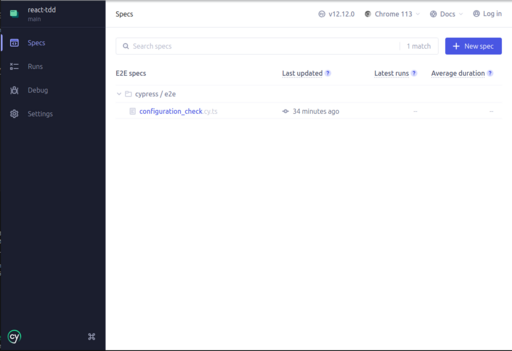 react-tdd
main
Specs
Runs
Debug
Settings
cy
Specs
v12.12.0
Chrome 113
Docs
Log in
Search specs
1 match
+ New spec
E2E specs
Last updated ?
Latest runs ?
Average duration ?
cypress / e2e
configuration_check.cy.ts
34 minutes ago
--
--